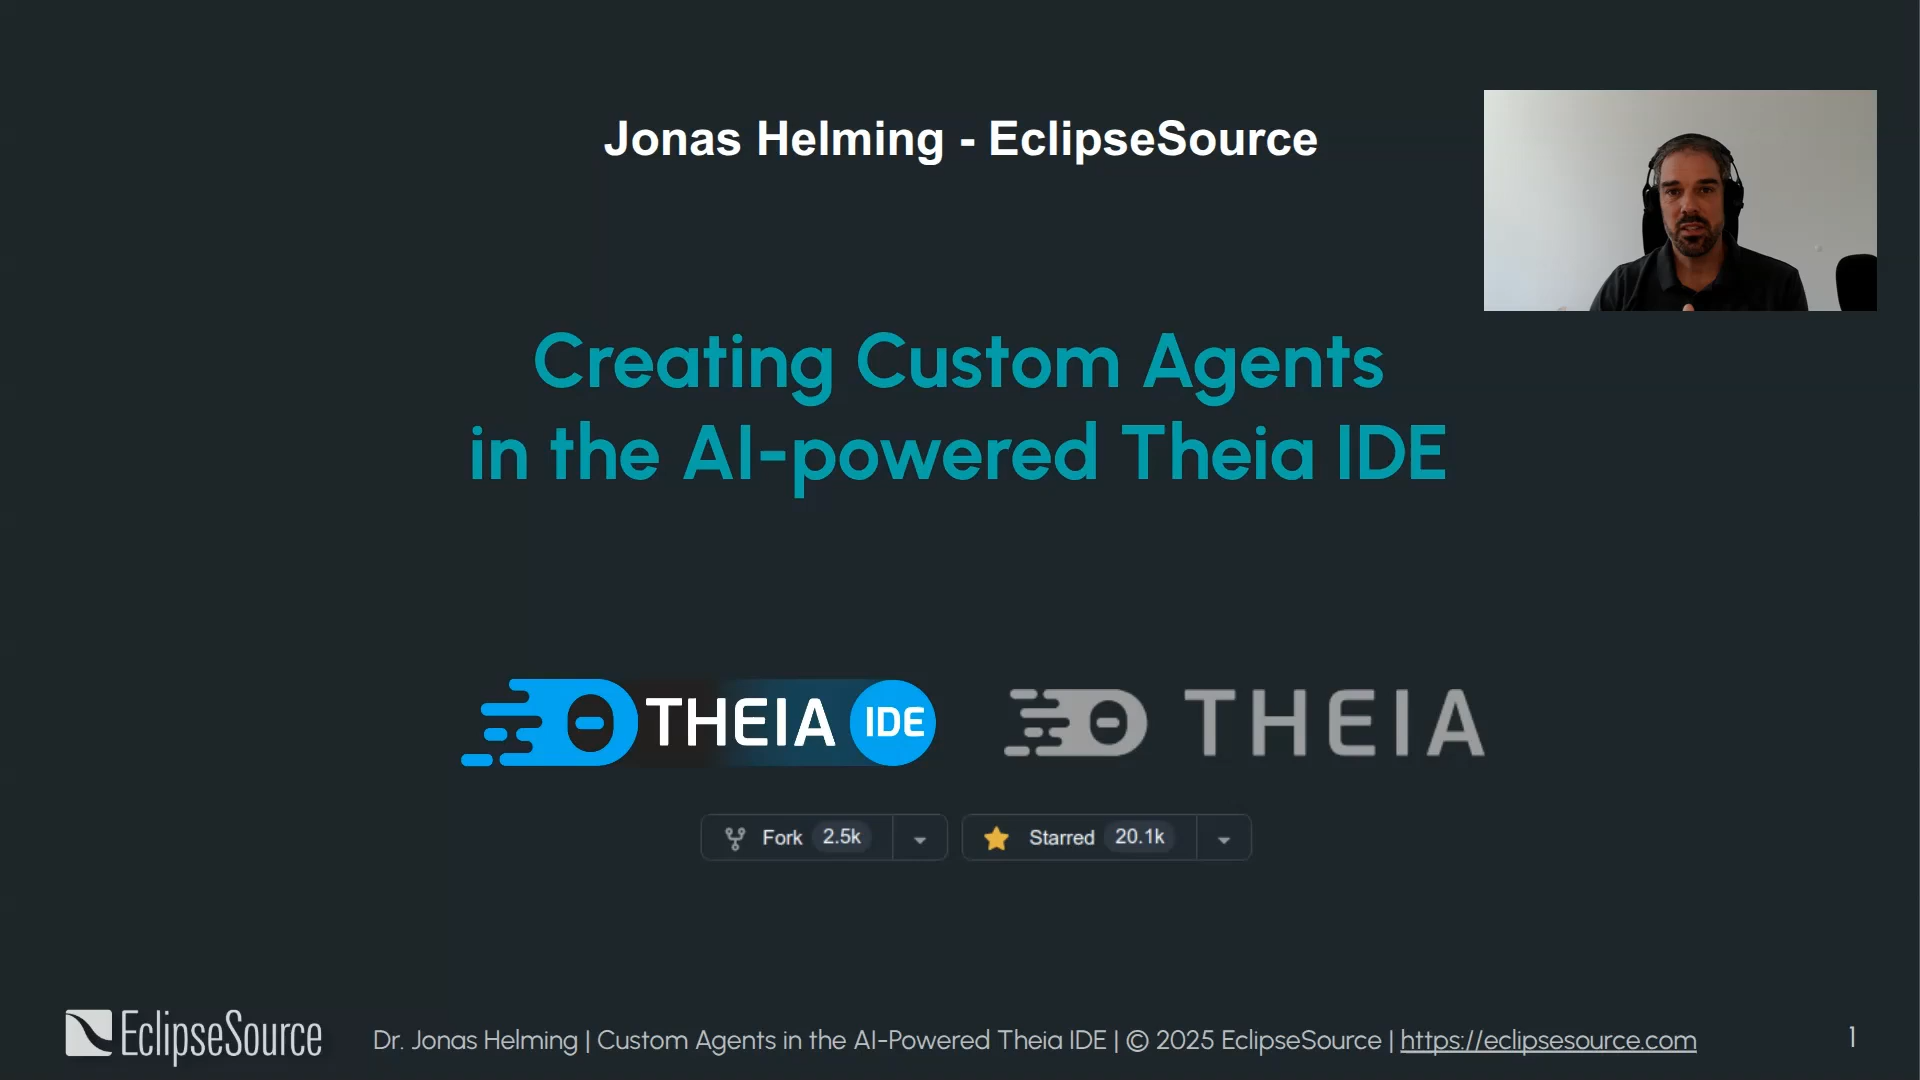 Jonas Helming - EclipseSource
Creating Custom Agents
in the AI-powered Theia IDE
THEIA IDE
THEIA
Fork 2.5k
Starred 20.1k
EclipseSource
Dr. Jonas Helming | Custom Agents in the AI-Powered Theia IDE | © 2025 EclipseSource | https://eclipsesource.com
1